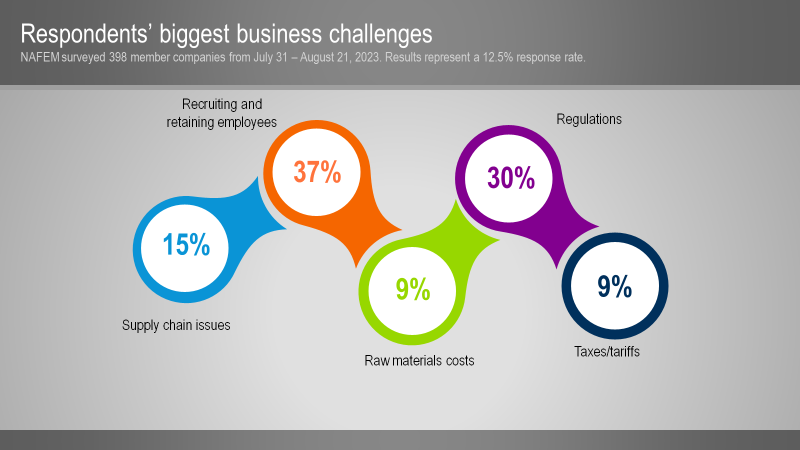 Respondents’ biggest business challenges
NAFEM surveyed 398 member companies from July 31 – August 21, 2023. Results represent a 12.5% response rate.
Recruiting and
retaining employees
37%
Regulations
30%
15%
Supply chain issues
9%
Raw materials costs
9%
Taxes/tariffs